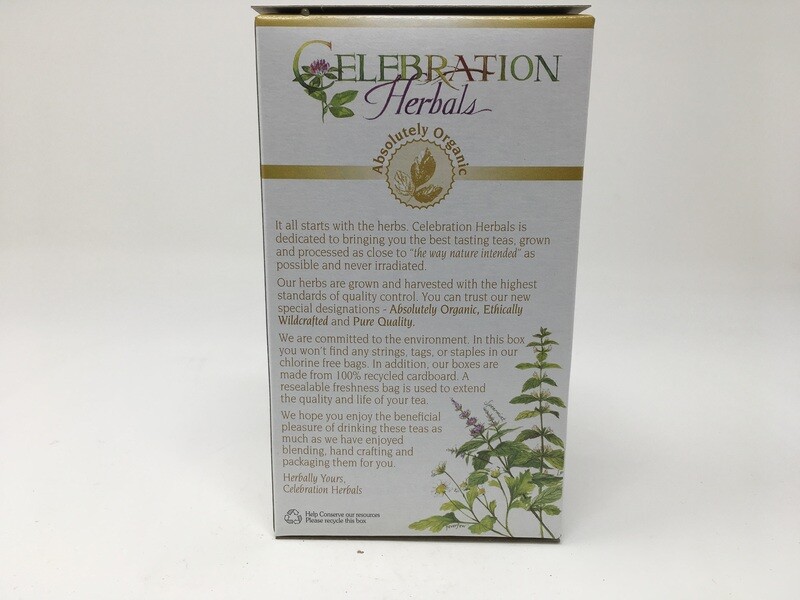 CELEBRATION
Herbals
Absolutely Organic
It all starts with the herbs. Celebration Herbals is
dedicated to bringing you the best tasting teas, grown
and processed as close to "the way nature intended" as
possible and never irradiated.
Our herbs are grown and harvested with the highest
standards of quality control. You can trust our new
special designations - Absolutely Organic, Ethically
Wildcrafted and Pure Quality.
We are committed to the environment. In this box
you won't find any strings, tags, or staples in our
chlorine free bags. In addition, our boxes are
made from 100% recycled cardboard. A
resealable freshness bag is used to extend
the quality and life of your tea.
We hope you enjoy the beneficial
pleasure of drinking these teas as
much as we have enjoyed
blending, hand crafting and
packaging them for you.
Herbally Yours,
Celebration Herbals
Help Conserve our resources
Please recycle this box